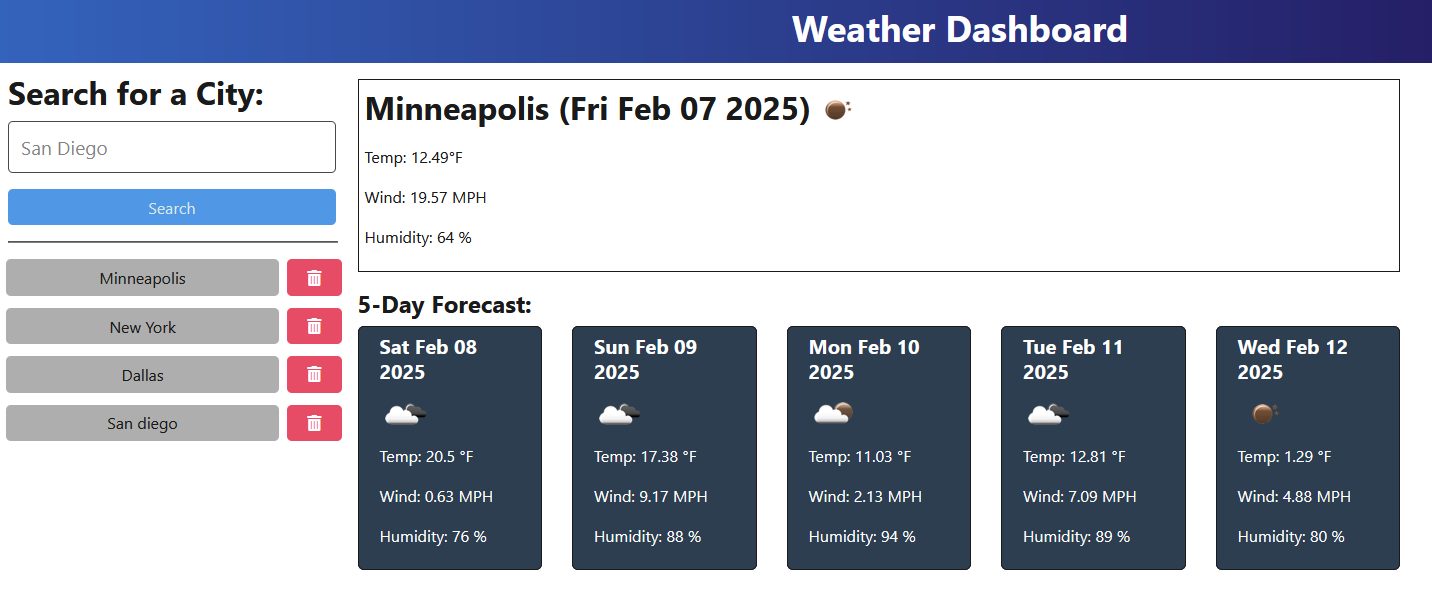 Weather Dashboard
Search for a City:
San Diego
Search
Minneapolis
New York
Dallas
San diego
Minneapolis (Fri Feb 07 2025)
Temp: 12.49°F
Wind: 19.57 MPH
Humidity: 64 %
5-Day Forecast:
Sat Feb 08
2025
Temp: 20.5 °F
Wind: 0.63 MPH
Humidity: 76 %
Sun Feb 09
2025
Temp: 17.38 °F
Wind: 9.17 MPH
Humidity: 88 %
Mon Feb 10
2025
Temp: 11.03 °F
Wind: 2.13 MPH
Humidity: 94 %
Tue Feb 11
2025
Temp: 12.81 °F
Wind: 7.09 MPH
Humidity: 89 %
Wed Feb 12
2025
Temp: 1.29 °F
Wind: 4.88 MPH
Humidity: 80 %